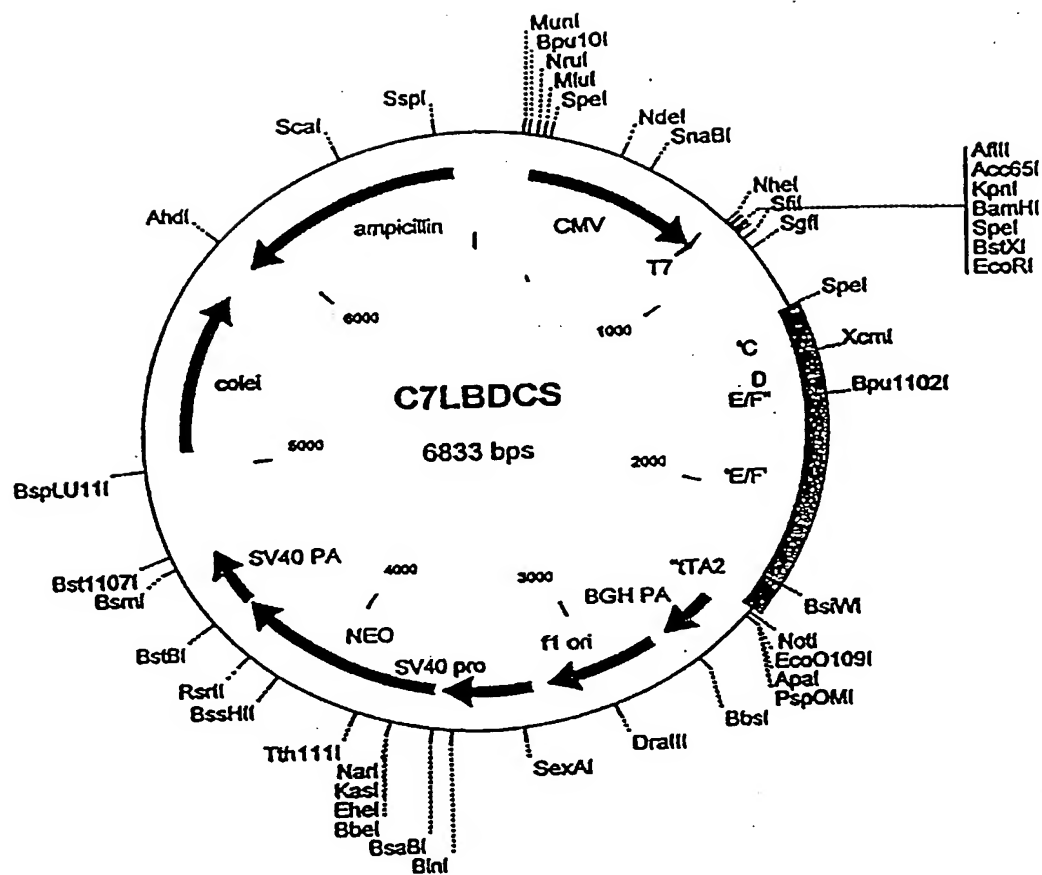 MunI
Bpu10I
NruI
MluI
SpeI
NdeI
SnaBI
NheI
SfiI
SgfI
AflII
Acc65I
KpnI
BamHI
SpeI
BstXI
EcoRI
SpeI
XcmI
Bpu1102I
BsiWI
NotI
EcoO109I
ApaI
PspOMI
BbsI
DraIII
SexAI
BlnI
BsaBI
BbeI
EheI
KasI
NarI
Tth111I
BssHII
RsrII
BstBI
BsmI
Bst1107I
BspLU11I
AhdI
ScaI
SspI
ampicillin
CMV
T7
1000
6000
colei
C7LBDCS
6833 bps
5000
2000
"C
D
E/F"
"E/F'
"tTA2
BGH PA
3000
f1 ori
SV40 pro
4000
NEO
SV40 PA